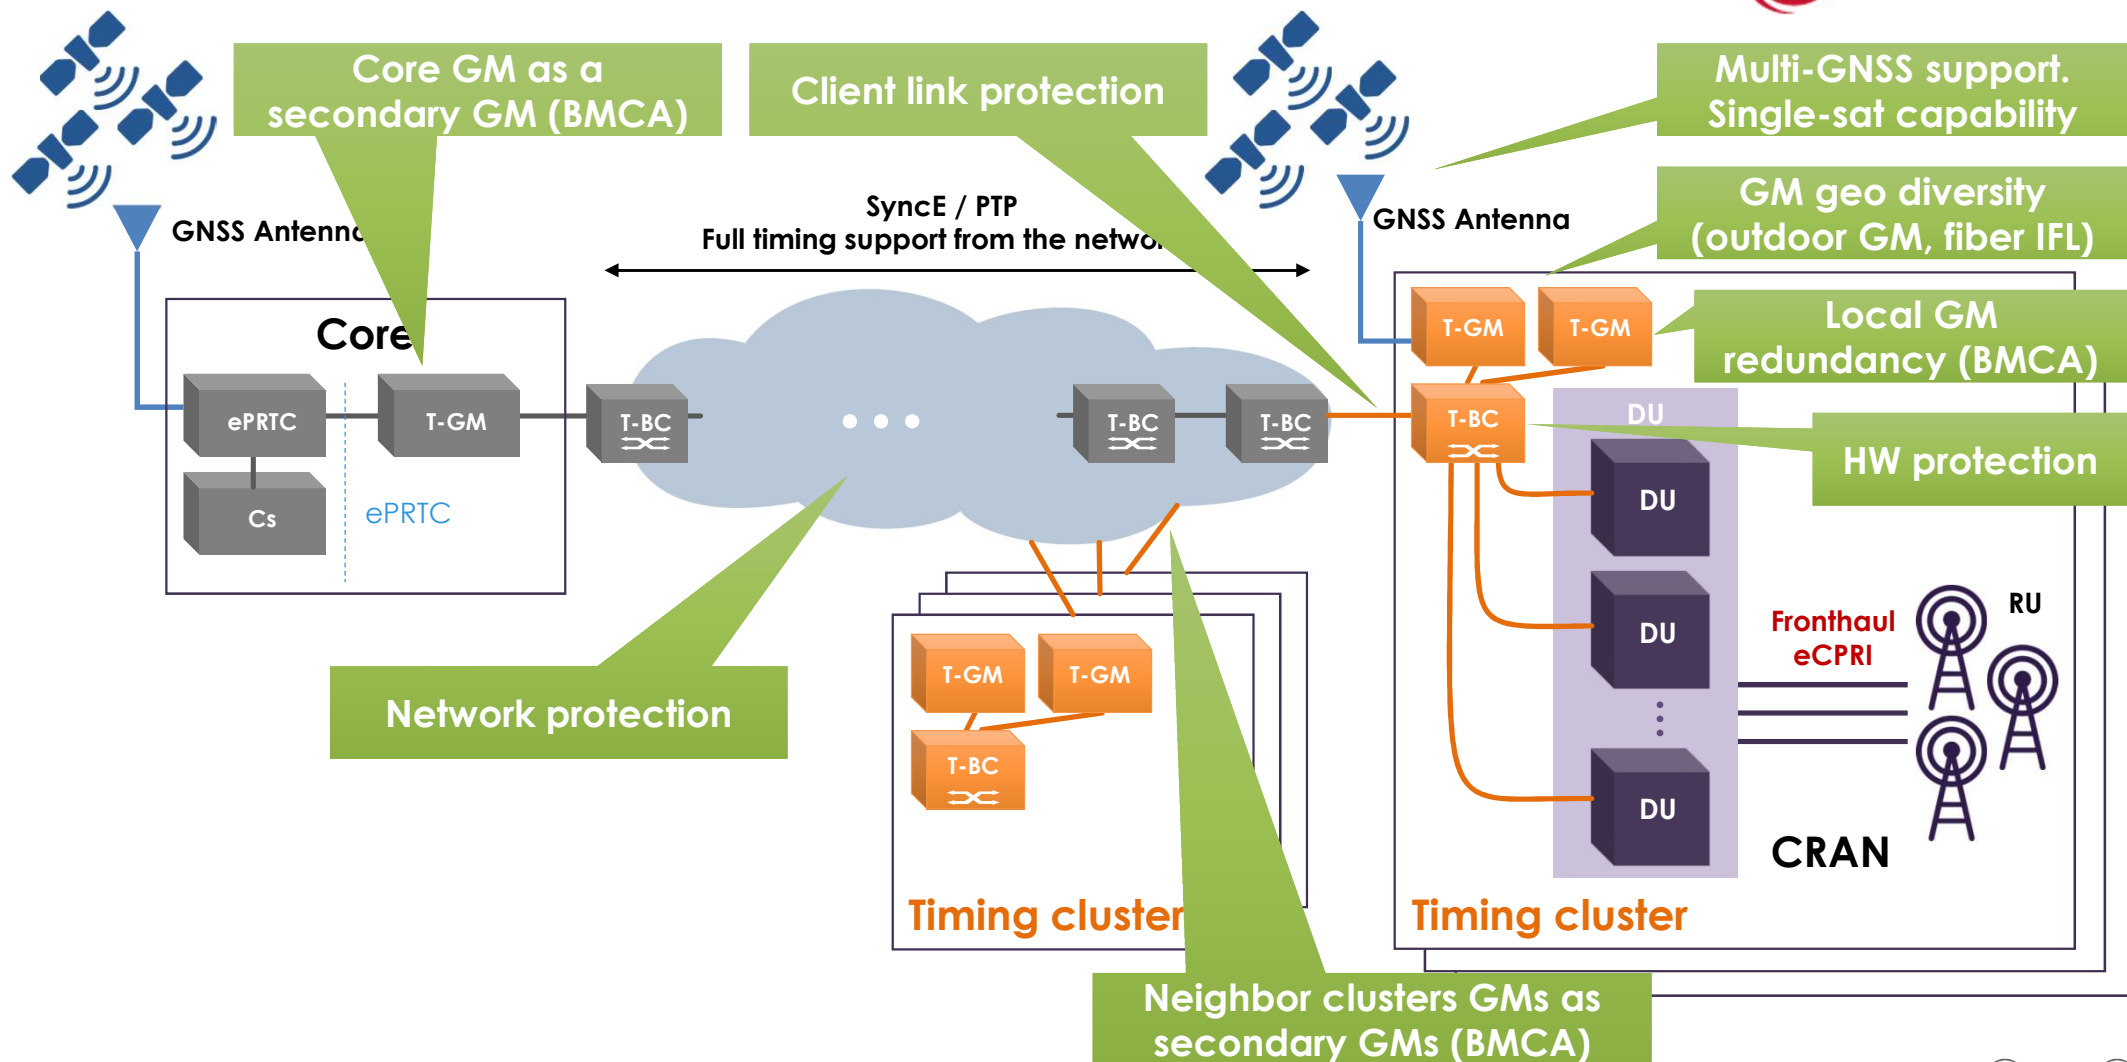 Core GM as a
secondary GM (BMCA)
Client link protection
Multi-GNSS support.
Single-sat capability
GM geo diversity
(outdoor GM, fiber IFL)
Local GM
redundancy (BMCA)
HW protection
GNSS Antenna
SyncE / PTP
Full timing support from the networ
GNSS Antenna
Core
ePRTC
T-GM
Cs
ePRTC
T-BC
T-BC
T-BC
T-GM
T-GM
T-BC
DU
DU
DU
DU
Fronthaul
eCPRI
RU
CRAN
Timing cluster
Network protection
T-GM
T-GM
T-BC
Timing cluster
Neighbor clusters GMs as
secondary GMs (BMCA)